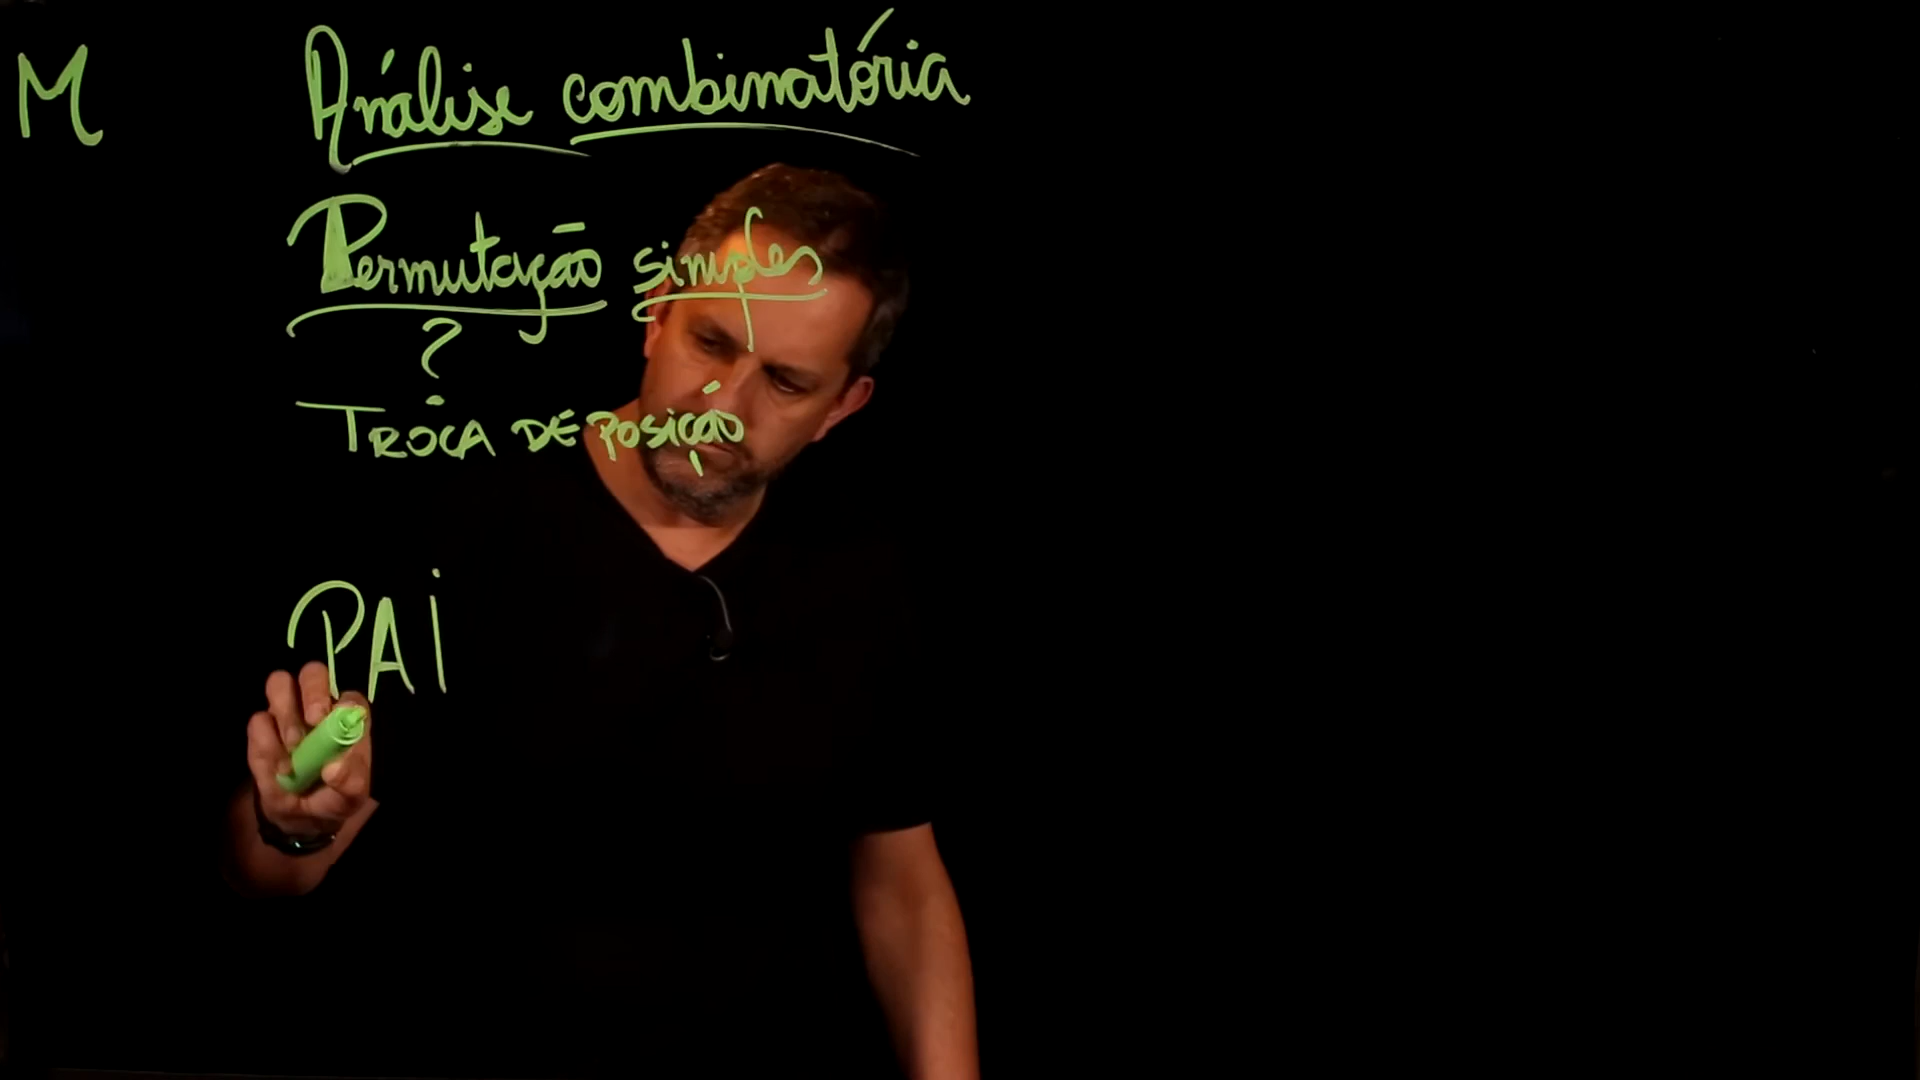 M
Análise combinatória
Permutação simples
?
TROCA DE POSIÇÃO
PAI